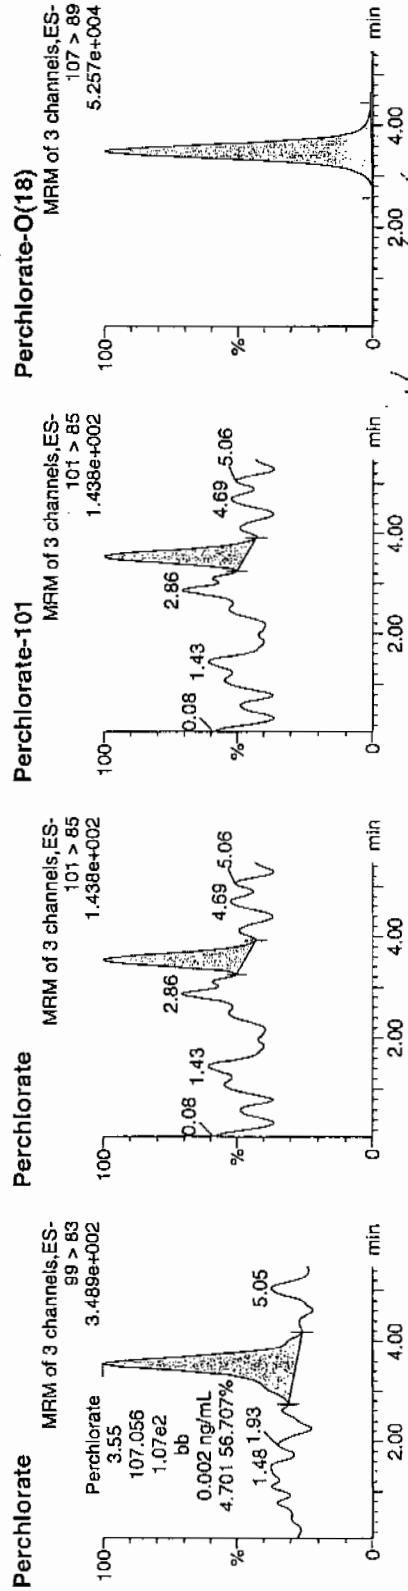 Perchlorate
MRM of 3 channels,ES-
99 > 83
3.489e+002
100
Perchlorate
3.55
107.056
1.07e2
bb
0.002 ng/mL
4.701 56.707%
1.48 1.93
5.05
%
0
2.00
4.00
min
Perchlorate
MRM of 3 channels,ES-
101 > 85
1.438e+002
100
0.08
1.43
2.86
4.69
5.06
%
0
2.00
4.00
min
Perchlorate-101
MRM of 3 channels,ES-
101 > 85
1.438e+002
100
0.08
1.43
2.86
4.69
5.06
%
0
2.00
4.00
min
Perchlorate-O(18)
MRM of 3 channels,ES-
107 > 89
5.257e+004
100
%
0
2.00
4.00
min